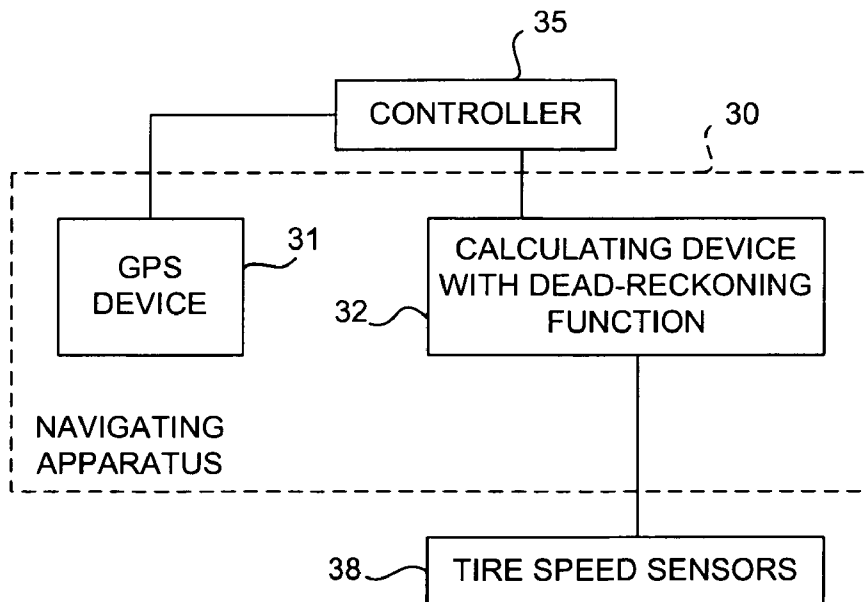 35
CONTROLLER
30
GPS
DEVICE
31
CALCULATING DEVICE
WITH DEAD-RECKONING
FUNCTION
32
NAVIGATING
APPARATUS
38
TIRE SPEED SENSORS